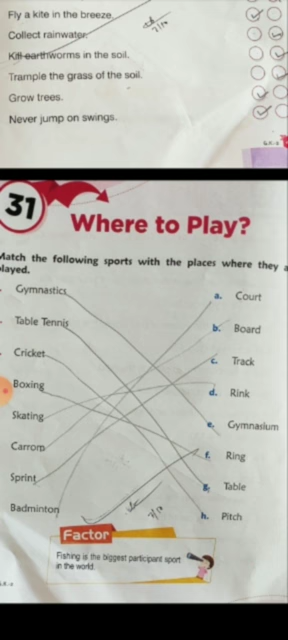 Fly a kite in the breeze.
Collect rainwater.
Kill earthworms in the soil.
Trample the grass of the soil.
Grow trees.
Never jump on swings.
31
Where to Play?
Match the following sports with the places where they a
played.
Gymnastics
a. Court
Table Tennis
b. Board
Cricket
c. Track
Boxing
d. Rink
Skating
e. Gymnasium
Carrom
f. Ring
Sprint
g. Table
Badminton
h. Pitch
Factor
Fishing is the biggest participant sport
in the world.